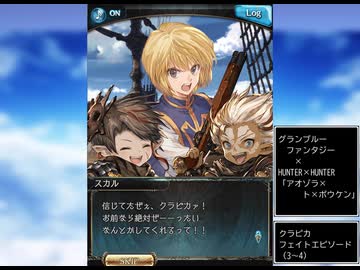 ON
Log
スカル
信じてたぜぇ、クラピカァ！
お前なら絶対ぜーーったい
なんとかしてくれるって！！
Skip
グランブルー
ファンタジー
×
HUNTER×HUNTER
「アオゾラ×
ト×ボウケン」
クラピカ
フェイトエピソード
（3～4）